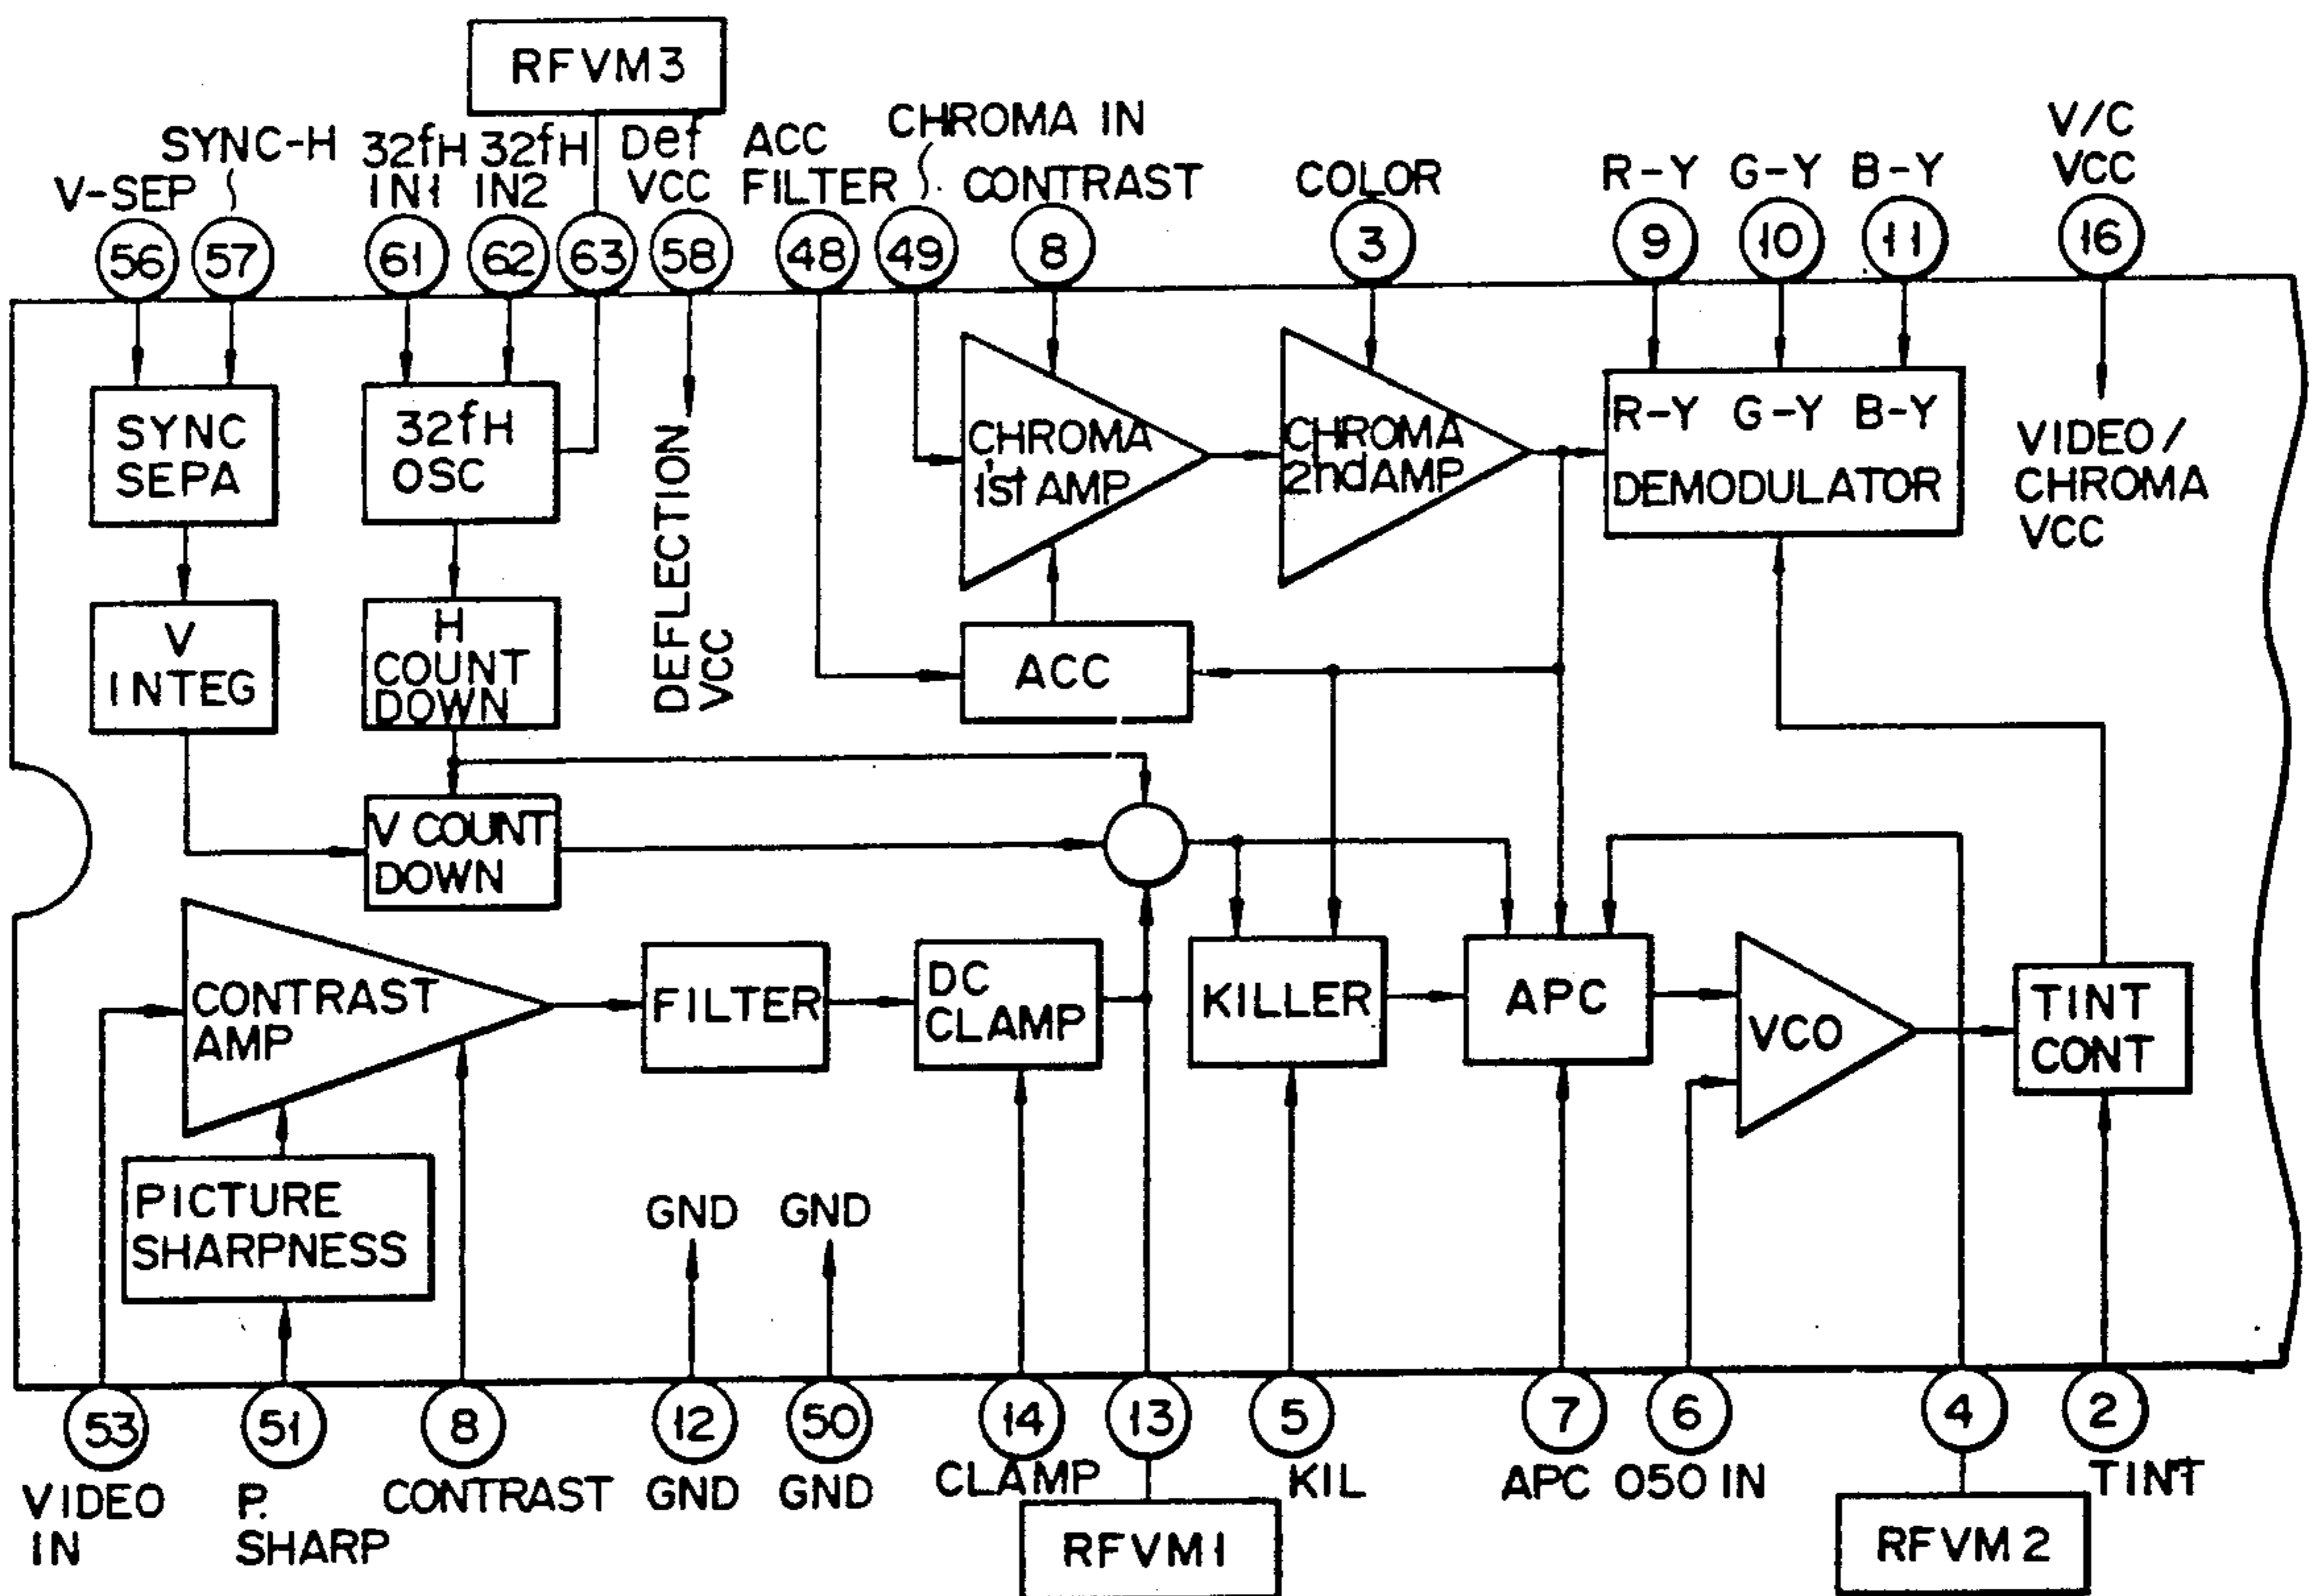 RFVM3
SYNC-H
32fH
32fH
Def
ACC
CHROMA IN
V/C
V-SEP
IN1
IN2
VCC
FILTER
CONTRAST
COLOR
R-Y
G-Y
B-Y
VCC
56
57
61
62
63
58
48
49
8
3
9
10
11
16
SYNC
SEPA
32fH
OSC
DEFLECTION
VCC
CHROMA
1st AMP
CHROMA
2nd AMP
R-Y G-Y B-Y
DEMODULATOR
VIDEO/
CHROMA
VCC
V
INTEG
H
COUNT
DOWN
ACC
V COUNT
DOWN
CONTRAST
AMP
FILTER
DC
CLAMP
KILLER
APC
VCO
TINT
CONT
PICTURE
SHARPNESS
GND
GND
53
51
8
12
50
14
13
5
7
6
4
2
VIDEO
IN
P.
SHARP
CONTRAST
GND
GND
CLAMP
KIL
APC
050 IN
TINT
RFVM1
RFVM2